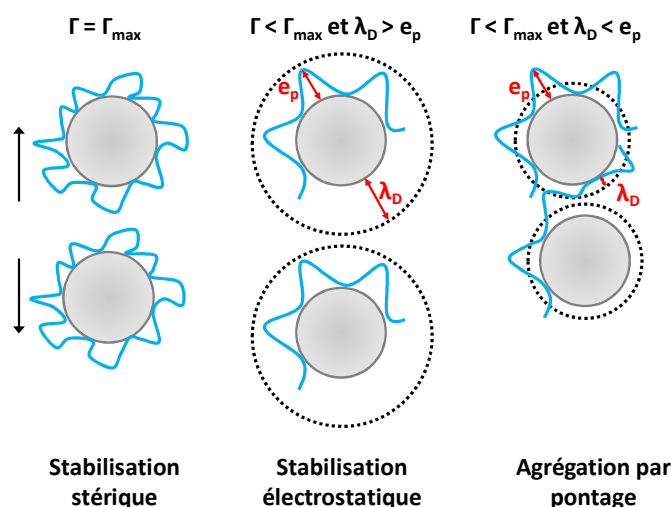 Γ = Γmax
Γ < Γmax et λD > ep
Γ < Γmax et λD < ep
ep
λD
ep
λD
Stabilisation
stérique
Stabilisation
électrostatique
Agrégation par
pontage